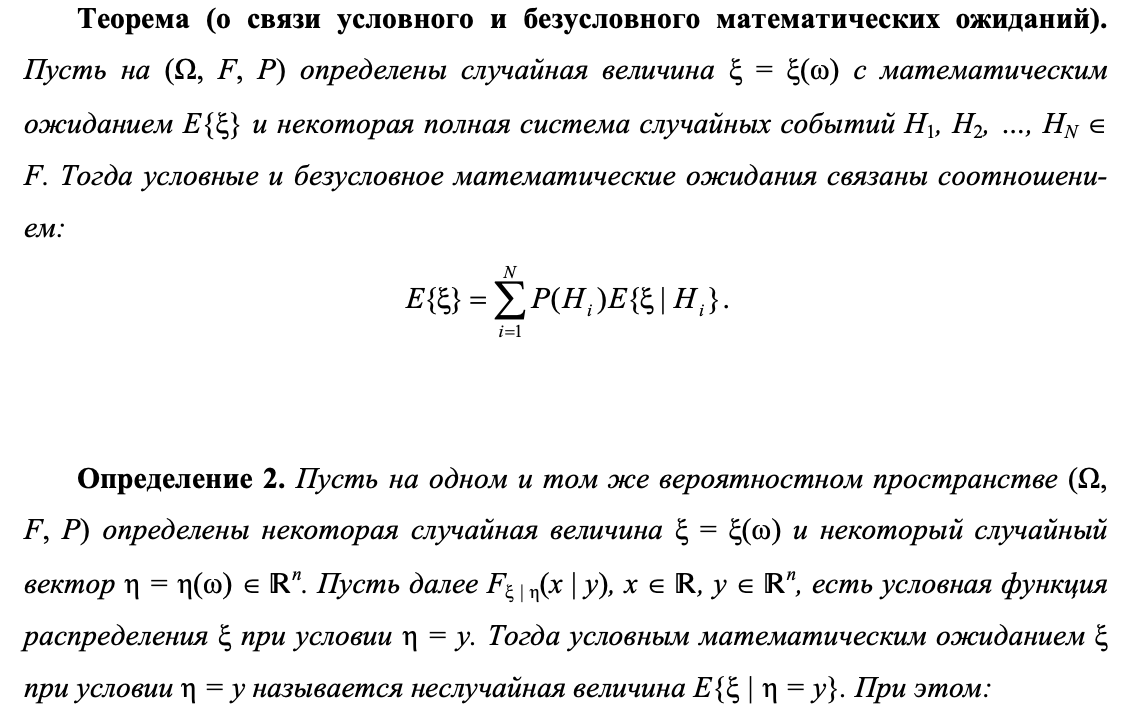 Теорема (о связи условного и безусловного математических ожиданий).
Пусть на (Ω, F, P) определены случайная величина ξ = ξ(ω) с математическим
ожиданием E{ξ} и некоторая полная система случайных событий H₁, H₂, ..., H_N ∈
F. Тогда условные и безусловное математические ожидания связаны соотношени-
ем:
E{ξ} = ∑_{i=1}^{N} P(H_i)E{ξ | H_i}.
Определение 2. Пусть на одном и том же вероятностном пространстве (Ω,
F, P) определены некоторая случайная величина ξ = ξ(ω) и некоторый случайный
вектор η = η(ω) ∈ ℝⁿ. Пусть далее F_{ξ | η}(x | y), x ∈ ℝ, y ∈ ℝⁿ, есть условная функция
распределения ξ при условии η = y. Тогда условным математическим ожиданием ξ
при условии η = y называется неслучайная величина E{ξ | η = y}. При этом: